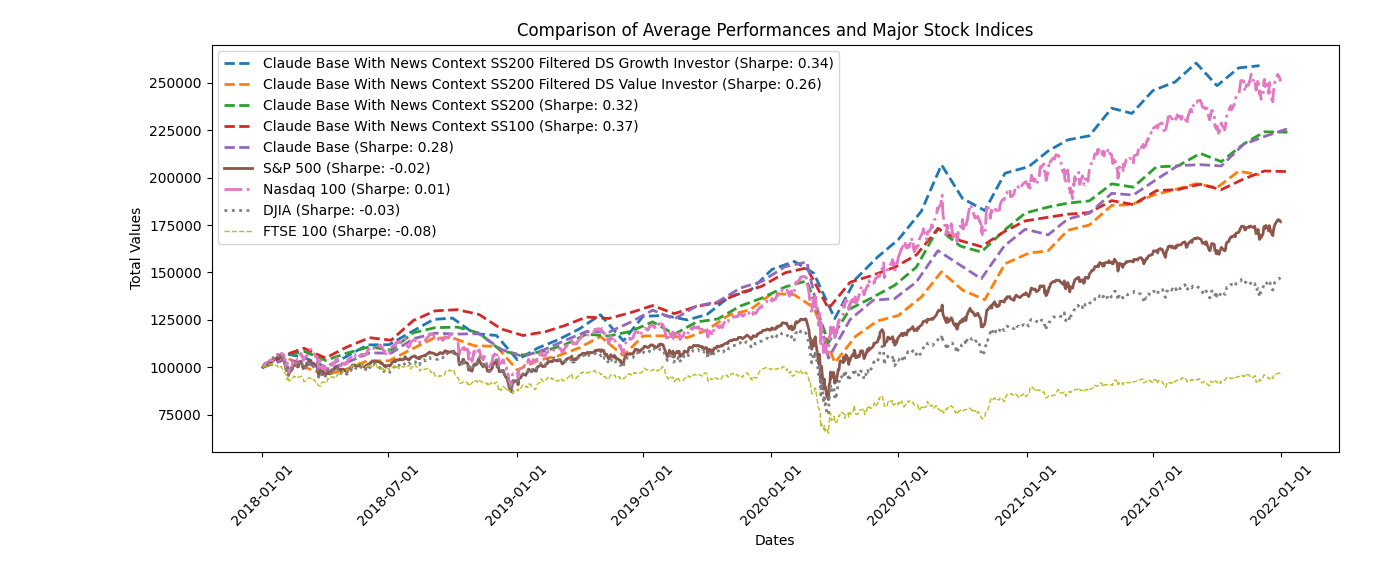 Comparison of Average Performances and Major Stock Indices
Claude Base With News Context SS200 Filtered DS Growth Investor (Sharpe: 0.34)
Claude Base With News Context SS200 Filtered DS Value Investor (Sharpe: 0.26)
Claude Base With News Context SS200 (Sharpe: 0.32)
Claude Base With News Context SS100 (Sharpe: 0.37)
Claude Base (Sharpe: 0.28)
S&P 500 (Sharpe: -0.02)
Nasdaq 100 (Sharpe: 0.01)
DJIA (Sharpe: -0.03)
FTSE 100 (Sharpe: -0.08)
Total Values
250000
225000
200000
175000
150000
125000
100000
75000
2018-01-01
2018-07-01
2019-01-01
2019-07-01
2020-01-01
2020-07-01
2021-01-01
2021-07-01
2022-01-01
Dates